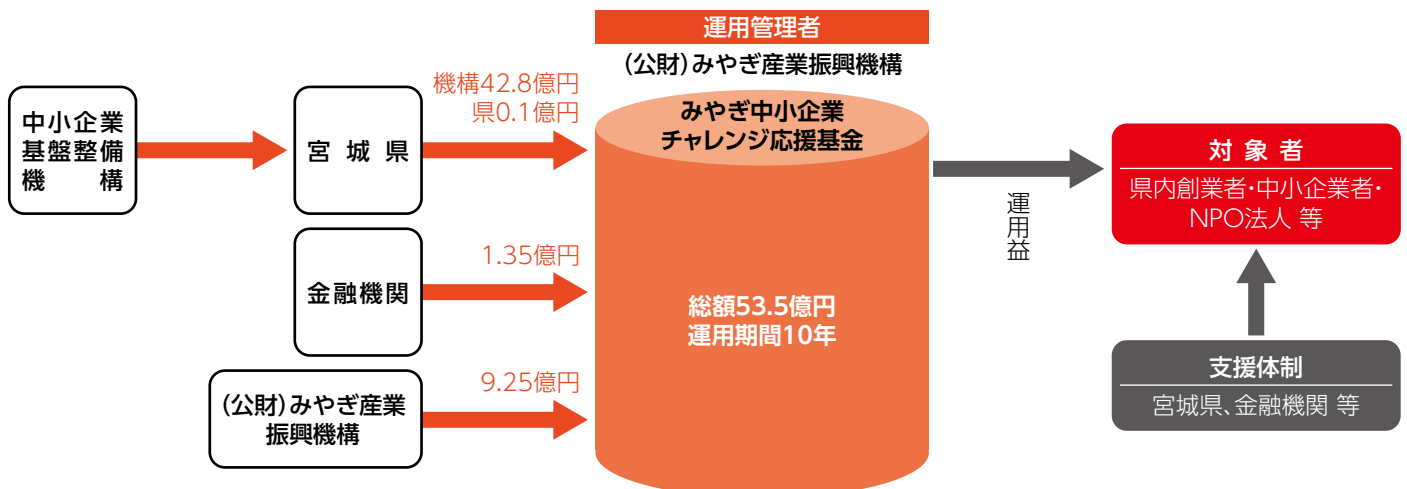 運用管理者
(公財)みやぎ産業振興機構
中小企業
基盤整備
機構
宮城県
機構42.8億円
県0.1億円
みやぎ中小企業
チャレンジ応援基金
金融機関
1.35億円
(公財)みやぎ産業
振興機構
9.25億円
総額53.5億円
運用期間10年
運用益
対象者
県内創業者・中小企業者・
NPO法人 等
支援体制
宮城県、金融機関 等